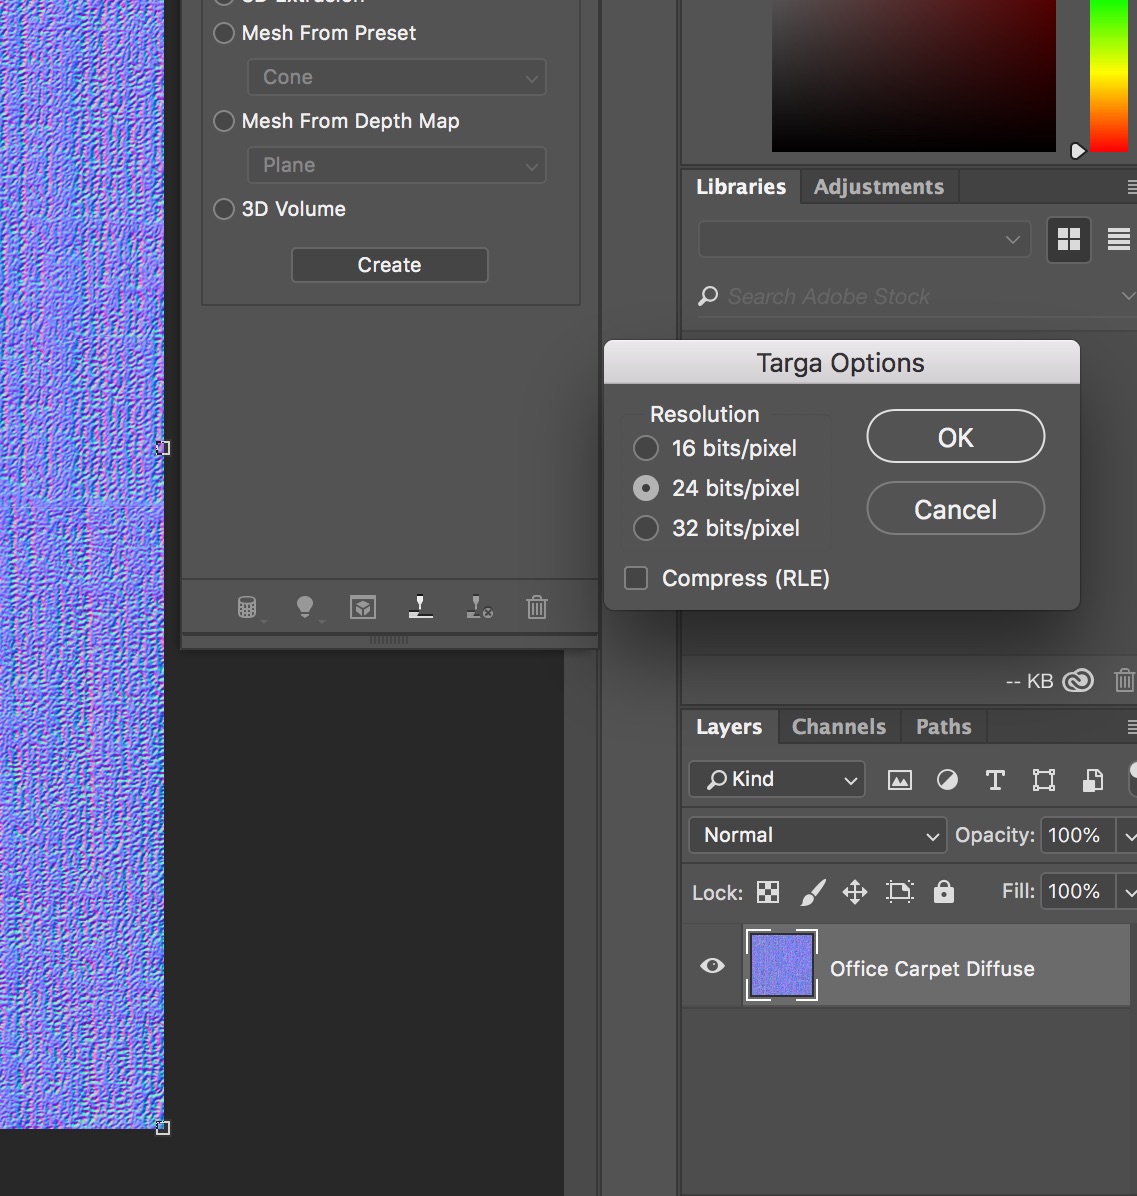 3D Extrusion
Mesh From Preset
Cone
Mesh From Depth Map
Plane
3D Volume
Create
Libraries
Adjustments
Search Adobe Stock
Targa Options
Resolution
16 bits/pixel
24 bits/pixel
32 bits/pixel
OK
Cancel
Compress (RLE)
-- KB
Layers
Channels
Paths
Kind
Normal
Opacity: 100%
Lock:
Fill: 100%
Office Carpet Diffuse